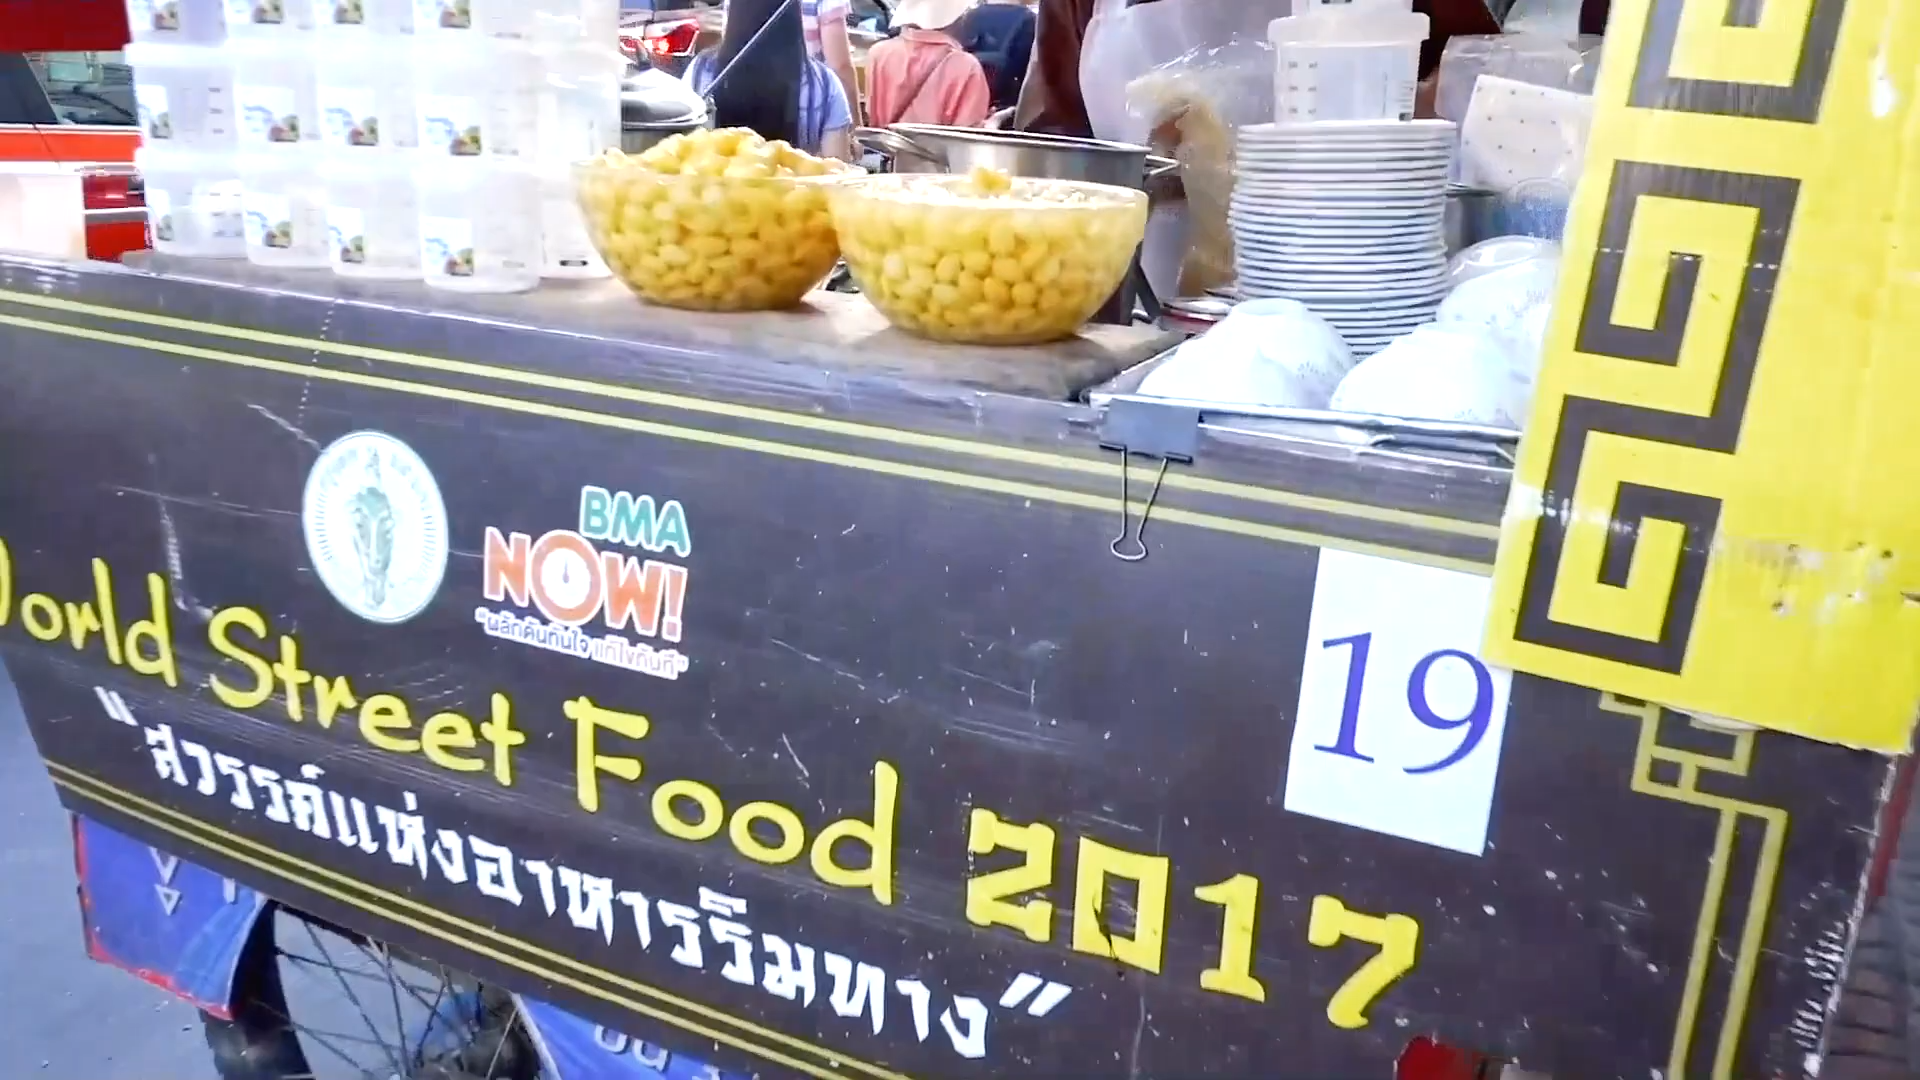 BMA
NOW!
"ผลักดันทันใจ แก้ไขทันที"
World Street Food 2017
"สวรรค์แห่งอาหารริมทาง"
19